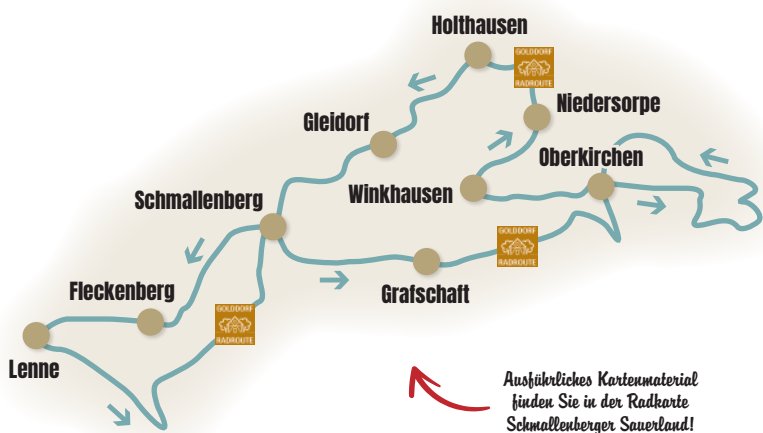 Holthausen
GOLDDORF
RADROUTE
Niedersorpe
Gleidorf
Oberkirchen
Winkhausen
Schmallenberg
GOLDDORF
RADROUTE
Grafschaft
Fleckenberg
GOLDDORF
RADROUTE
Lenne
Ausführliches Kartenmaterial
finden Sie in der Radkarte
Schmallenberger Sauerland!